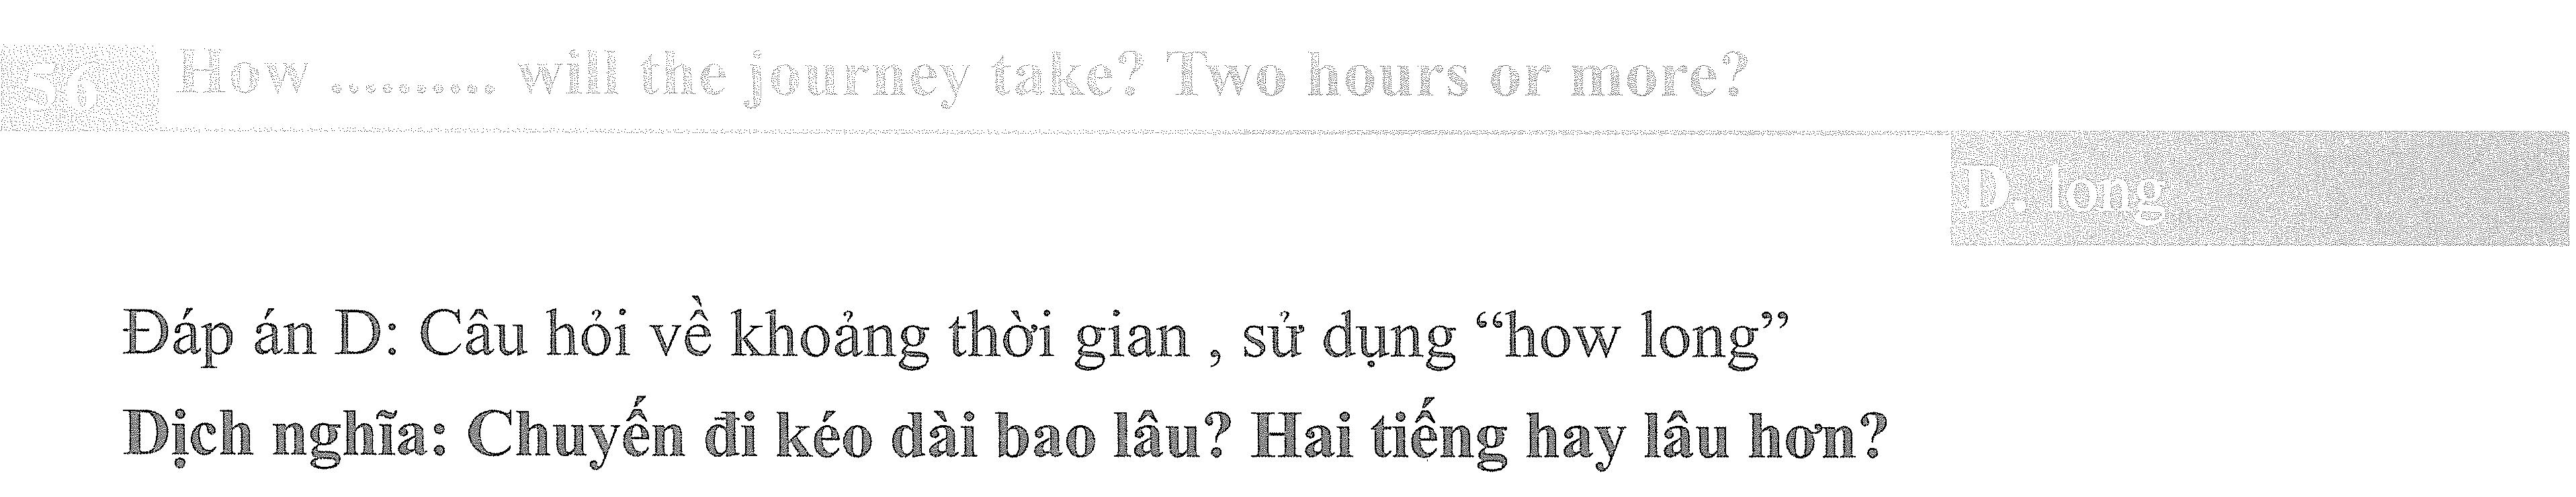 56 How .......... will the journey take? Two hours or more?
D. long
Đáp án D: Câu hỏi về khoảng thời gian , sử dụng “how long”
Dịch nghĩa: Chuyến đi kéo dài bao lâu? Hai tiếng hay lâu hơn?